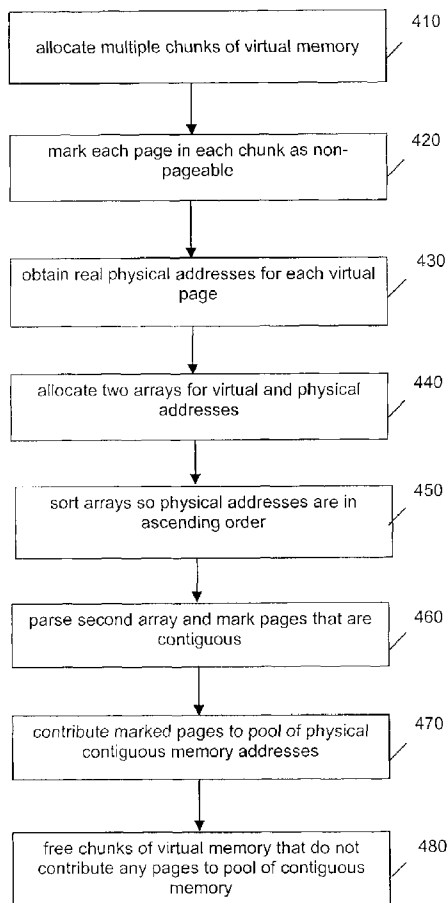 410
allocate multiple chunks of virtual memory
420
mark each page in each chunk as non-
pageable
430
obtain real physical addresses for each virtual
page
440
allocate two arrays for virtual and physical
addresses
450
sort arrays so physical addresses are in
ascending order
460
parse second array and mark pages that are
contiguous
470
contribute marked pages to pool of physical
contiguous memory addresses
480
free chunks of virtual memory that do not
contribute any pages to pool of contiguous
memory